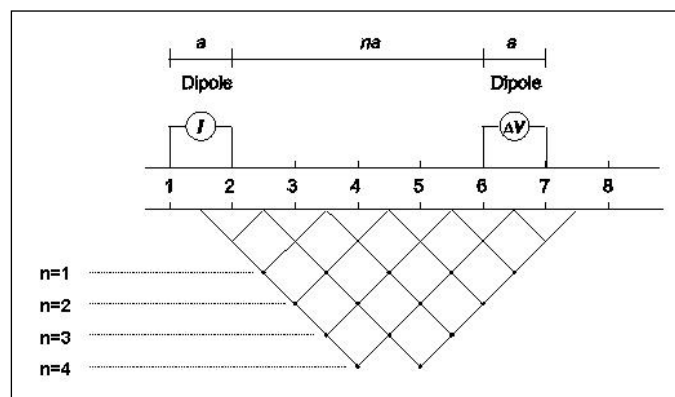 a na a
Dipole Dipole
I ΔV
1 2 3 4 5 6 7 8
n=1
n=2
n=3
n=4